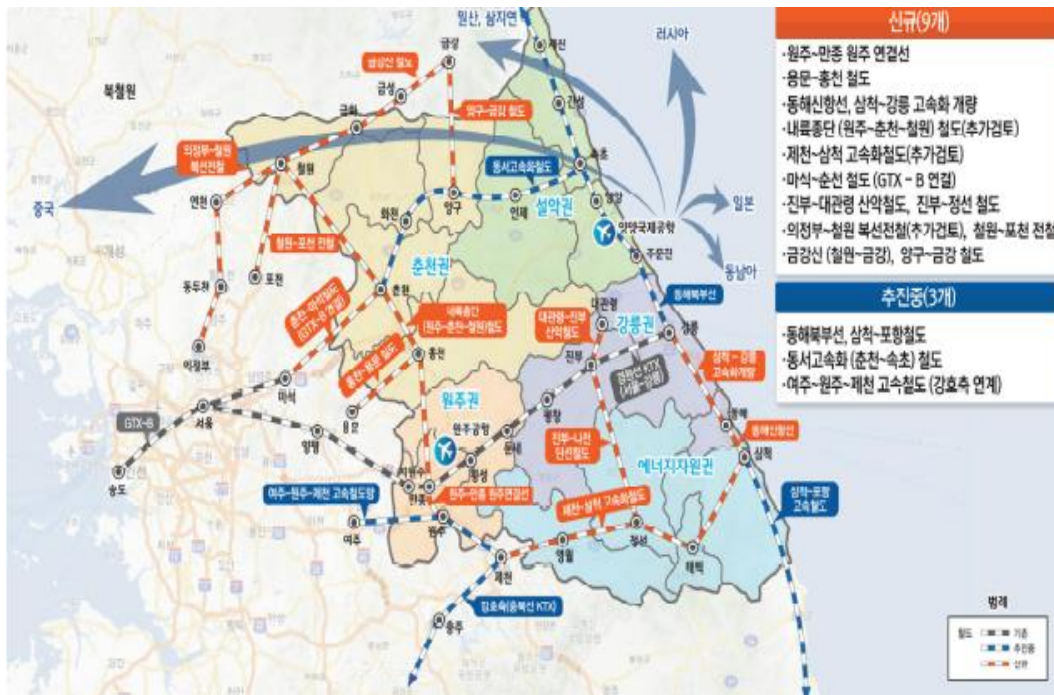 신규(9개)
·원주~만종 원주 연결선
·용문~홍천 철도
·동해신항선, 삼척~강릉 고속화 개량
·내륙종단 (원주~춘천~철원) 철도(추가검토)
·제천~삼척 고속화철도(추가검토)
·마석~춘천 철도 (GTX - B 연결)
·진부~대관령 산악철도, 진부~정선 철도
·의정부~철원 복선전철(추가검토), 철원~포천 전철
·금강산 (철원~금강), 양구~금강 철도
추진중(3개)
·동해북부선, 삼척~포항철도
·동서고속화 (춘천~속초) 철도
·여주~원주~제천 고속철도 (강호축 연계)
원산, 삼지연
러시아
중국
일본
동남아
북철원
금강
제진
금강산 철도
금성
금화
양구~금강 철도
간성
의정부~철원
복선전철
철원
동서고속화철도
속초
연천
화천
양구
인제
설악권
양양
양양국제공항
철원~포천 전철
춘천권
주문진
동두천
포천
춘천
동해북부선
춘천~마석철도
(GTX-B 연결)
내륙종단
(원주~춘천~철원)철도
대관령
대관령~진부
산악철도
강릉권
강릉
의정부
홍천
홍천~용문 철도
진부
경강선 KTX
(서울~강릉)
삼척 ~ 강릉
고속화개량
마석
원주권
GTX-B
서울
용문
원주공항
평창
동해
동해신항선
양평
둔내
진부~나전
단선철도
에너지자원권
삼척
송도
인천
서원주
횡성
만종
여주~원주~제천 고속철도망
원주~만종 원주연결선
제천~삼척 고속화철도
삼척~포항
고속철도
여주
원주
정선
제천
영월
태백
강호축(충북선 KTX)
충주
범례
철도
기존
추진중
신규